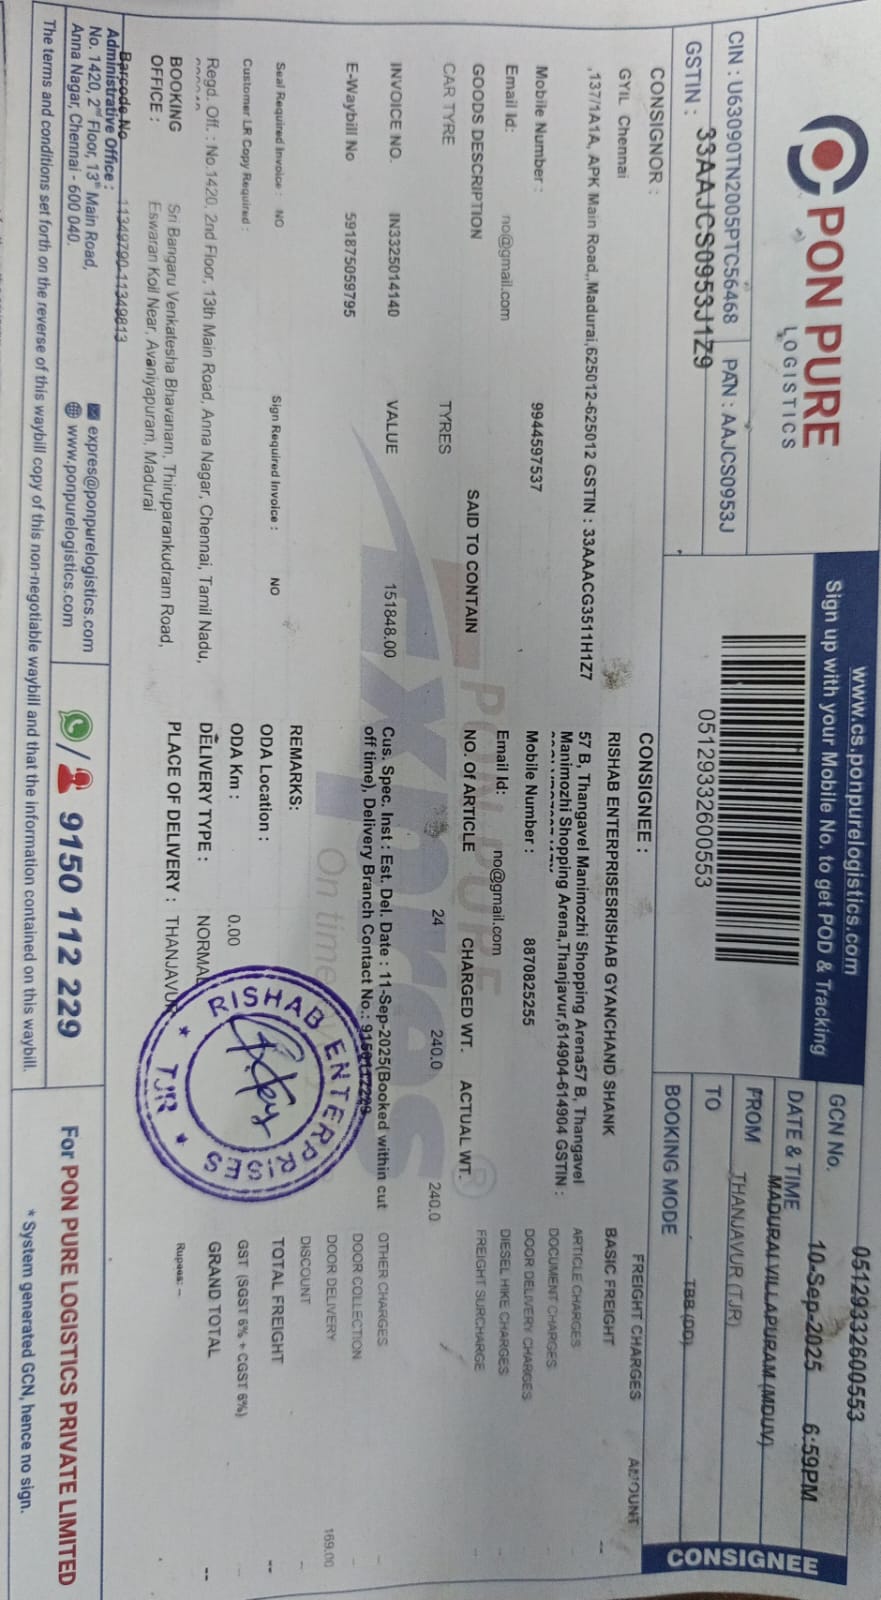 PON PURE
LOGISTICS
CIN : U63090TN2005PTC56468 PAN : AAJCS0953J
GSTIN : 33AAJCS0953J1Z9
www.cs.ponpurelogistics.com
Sign up with your Mobile No. to get POD & Tracking
05129332600553
GCN No. 05129332600553
DATE & TIME 10-Sep-2025 6:59PM
FROM MADURAI VILLAPURAM (MDUV)
TO THANJAVUR (TJR)
BOOKING MODE TBB (DD)
CONSIGNEE
CONSIGNOR :
GYIL Chennai
,137/1A1A, APK Main Road,,Madurai,625012-625012 GSTIN : 33AAACG3511H1Z7
Mobile Number : 9944597537
Email Id: no@gmail.com
CONSIGNEE :
RISHAB ENTERPRISESRISHAB GYANCHAND SHANK
57 B, Thangavel Manimozhi Shopping Arena57 B, Thangavel
Manimozhi Shopping Arena,Thanjavur,614904-614904 GSTIN :
Mobile Number : 8870825255
Email Id: no@gmail.com
GOODS DESCRIPTION SAID TO CONTAIN NO. Of ARTICLE CHARGED WT. ACTUAL WT.
CAR TYRE TYRES 24 240.0 240.0
INVOICE NO. IN3325014140 VALUE 151848.00
E-Waybill No 591875059795
Cus. Spec. Inst : Est. Del. Date : 11-Sep-2025(Booked within cut
off time), Delivery Branch Contact No.: 9150112229
Seal Required Invoice : NO Sign Required Invoice : NO
Customer LR Copy Required :
REMARKS:
ODA Location :
ODA Km : 0.00
DELIVERY TYPE : NORMAL
PLACE OF DELIVERY : THANJAVUR
Regd. Off. : No.1420, 2nd Floor, 13th Main Road, Anna Nagar, Chennai, Tamil Nadu,
BOOKING
OFFICE :
Sri Bangaru Venkatesha Bhavanam, Thiruparankudram Road,
Eswaran Koil Near, Avaniyapuram, Madurai
Barcode No 11349790-11349813
FREIGHT CHARGES AMOUNT
BASIC FREIGHT --
ARTICLE CHARGES
DOCUMENT CHARGES
DOOR DELIVERY CHARGES
DIESEL HIKE CHARGES
FREIGHT SURCHARGE
OTHER CHARGES
DOOR COLLECTION
DOOR DELIVERY 169.00
DISCOUNT
TOTAL FREIGHT --
GST (SGST 6% + CGST 6%)
GRAND TOTAL --
Rupees: --
PON PURE
Expres
On time
RISHAB ENTERPRISES
* TJR *
Administrative Office :
No. 1420, 2nd Floor, 13th Main Road,
Anna Nagar, Chennai - 600 040.
expres@ponpurelogistics.com
www.ponpurelogistics.com
/ 9150 112 229
For PON PURE LOGISTICS PRIVATE LIMITED
The terms and conditions set forth on the reverse of this waybill copy of this non-negotiable waybill and that the information contained on this waybill.
* System generated GCN, hence no sign.